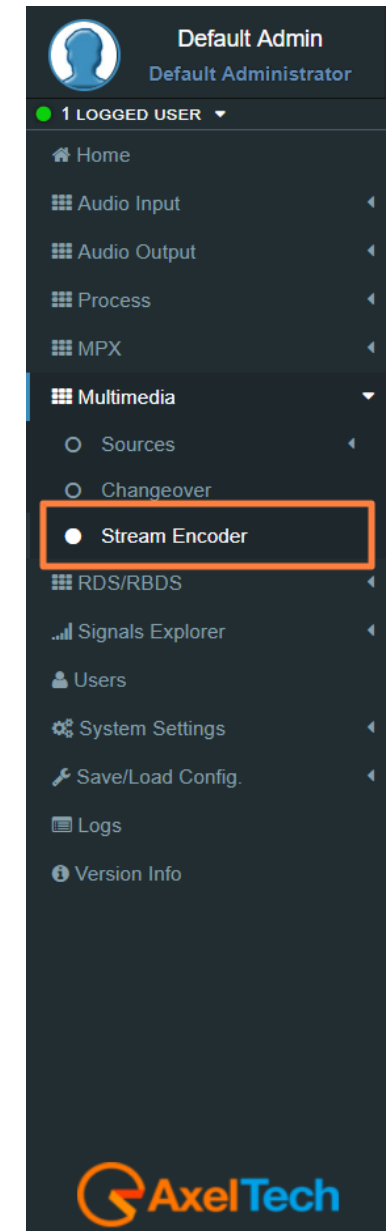 Default Admin
Default Administrator
1 LOGGED USER
Home
Audio Input
Audio Output
Process
MPX
Multimedia
Sources
Changeover
Stream Encoder
RDS/RBDS
Signals Explorer
Users
System Settings
Save/Load Config.
Logs
Version Info
AxelTech